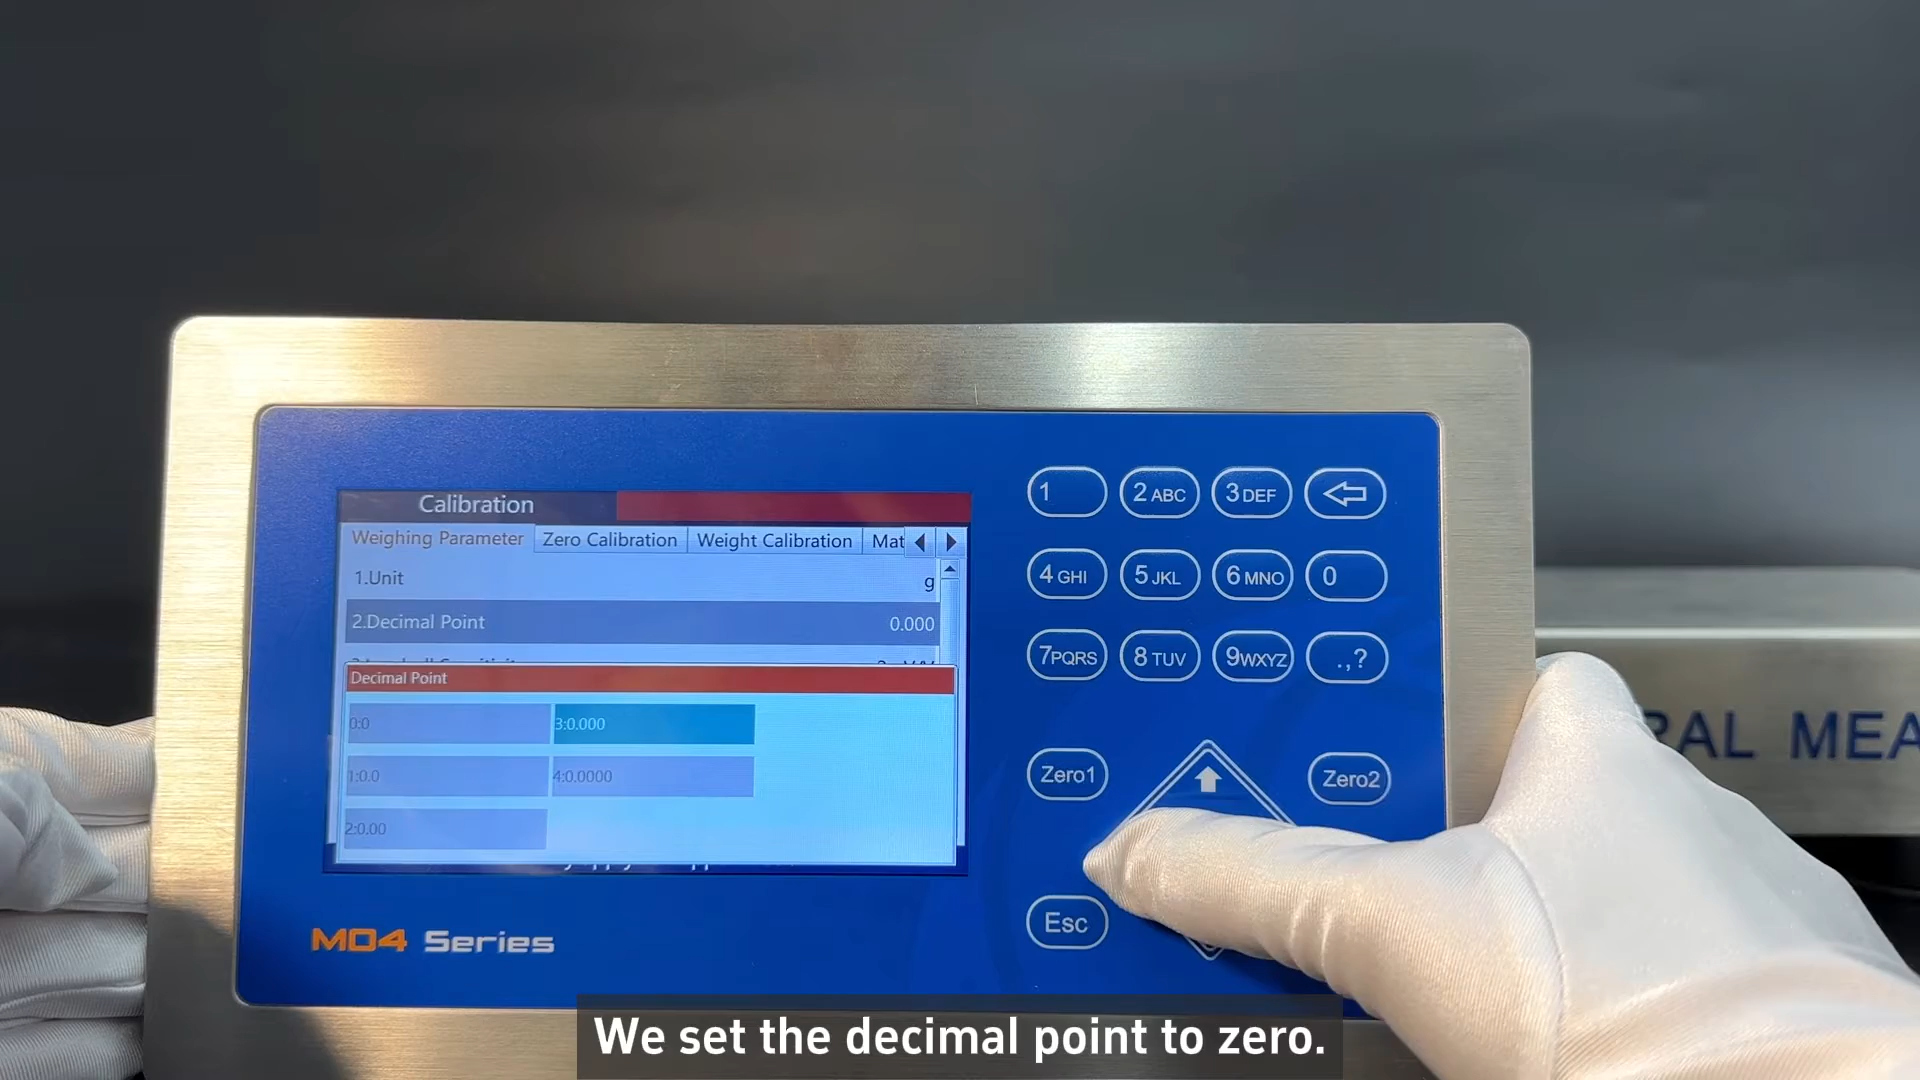 Calibration
Weighing Parameter Zero Calibration Weight Calibration Mat
1.Unit g
2.Decimal Point 0.000
Decimal Point
0:0 3:0.000
1:0.0 4:0.0000
2:0.00
1 2 ABC 3 DEF
4 GHI 5 JKL 6 MNO 0
7PQRS 8 TUV 9WXYZ .,?
Zero1 Zero2
Esc
M04 Series
RAL MEA
We set the decimal point to zero.